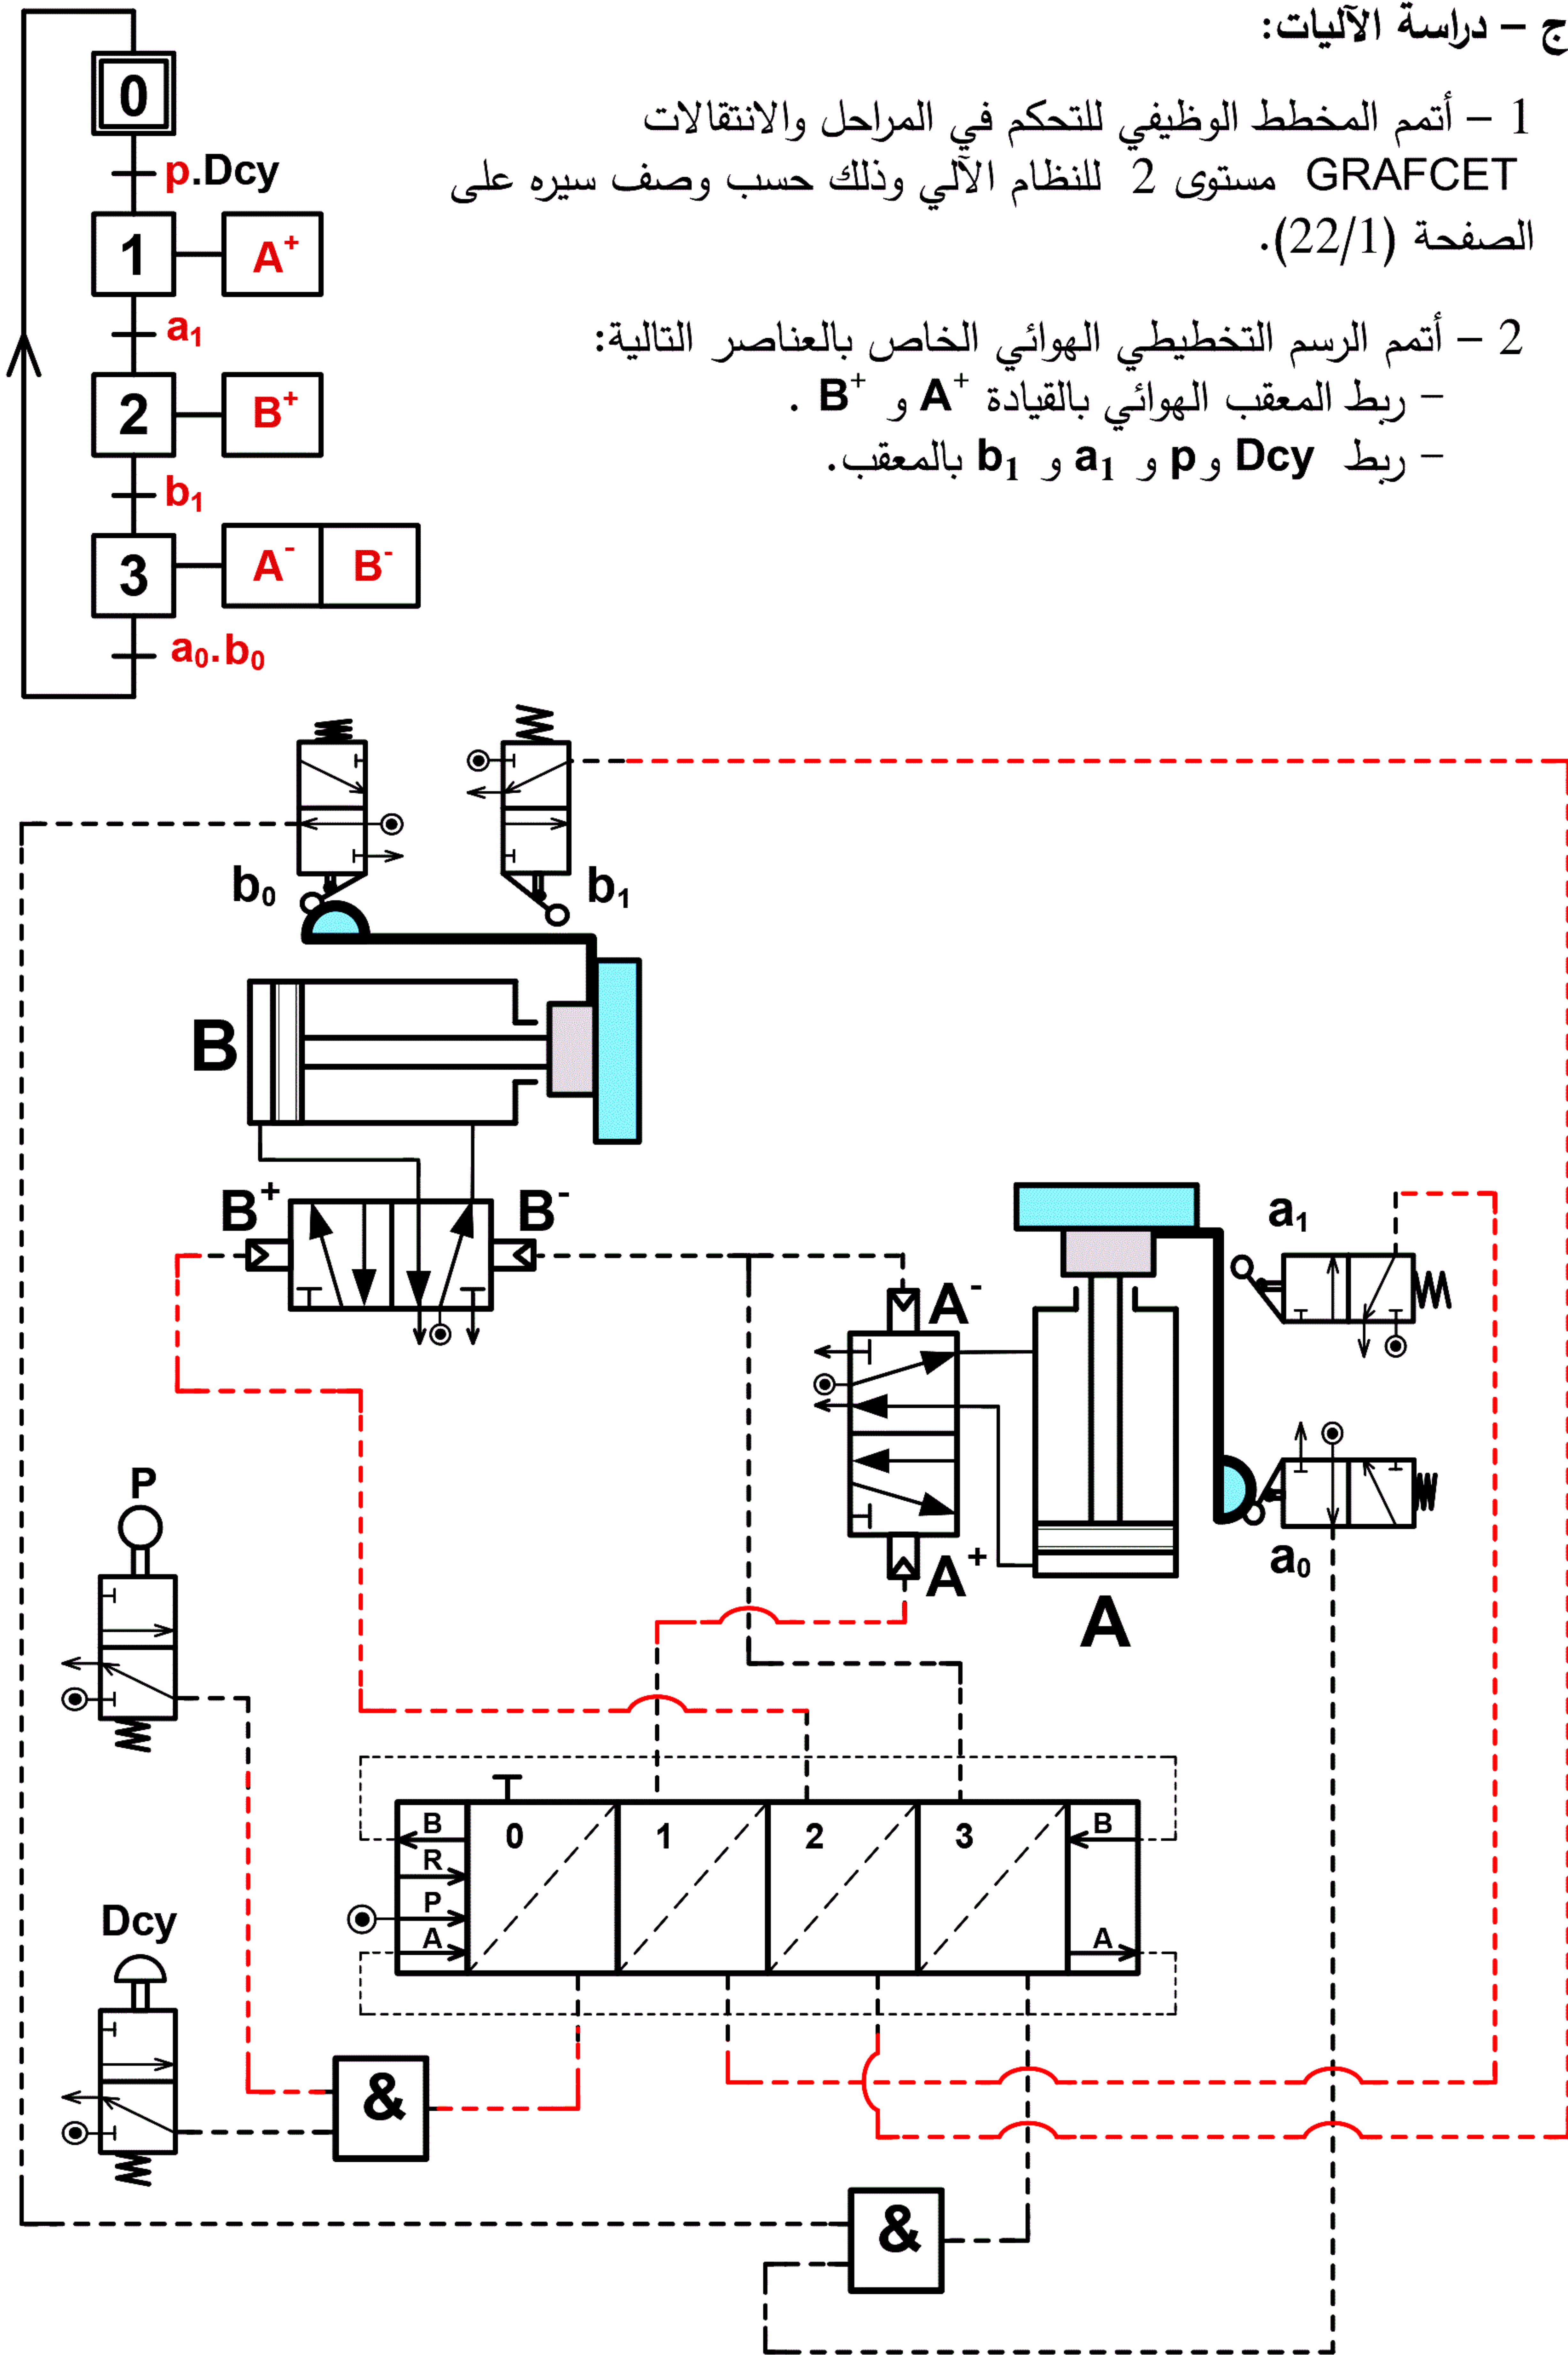 ج – دراسة الآليات:
1 – أتمم المخطط الوظيفي للتحكم في المراحل والانتقالات
GRAFCET مستوى 2 للنظام الآلي وذلك حسب وصف سيره على
الصفحة (22/1).
2 – أتمم الرسم التخطيطي الهوائي الخاص بالعناصر التالية:
– ربط المعقب الهوائي بالقيادة A⁺ و B⁺ .
– ربط Dcy و p و a₁ و b₁ بالمعقب.
0
p.Dcy
1 A⁺
a₁
2 B⁺
b₁
3 A⁻ B⁻
a₀.b₀
b₀ b₁
B
B⁺ B⁻
a₁
A⁻
A⁺
a₀
A
P
B 0 1 2 3 B
R
P
A A
Dcy
&
&